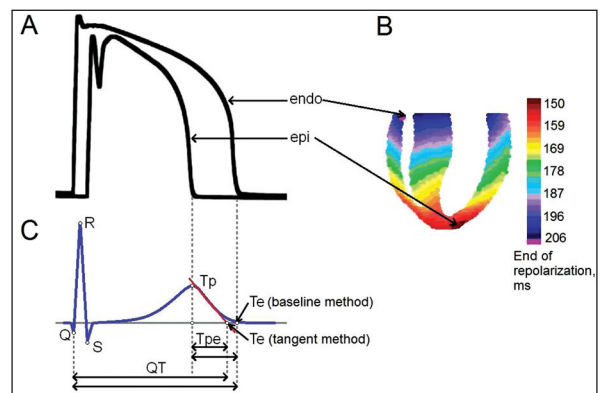 A
B
endo
epi
150
159
169
178
187
196
206
End of
repolarization,
ms
C
R
Tp
Te (baseline method)
Te (tangent method)
Q
S
Tpe
QT